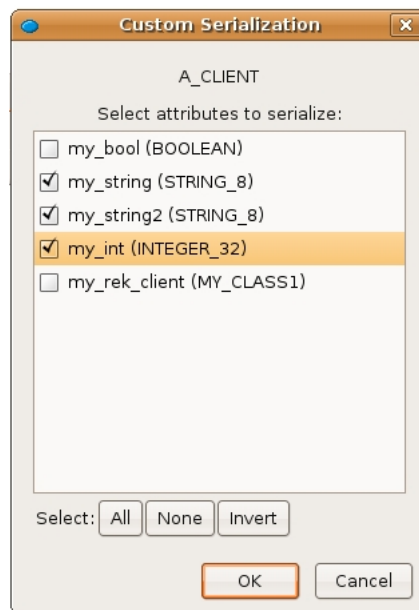 Custom Serialization
A_CLIENT
Select attributes to serialize:
my_bool (BOOLEAN)
my_string (STRING_8)
my_string2 (STRING_8)
my_int (INTEGER_32)
my_rek_client (MY_CLASS1)
Select: All None Invert
OK Cancel